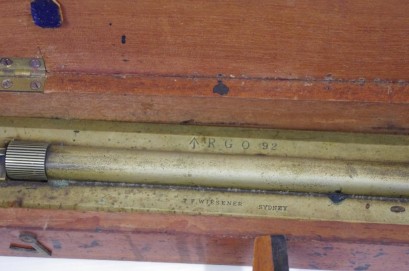 ↑ R.G.O 92
T.F. WIESENER SYDNEY